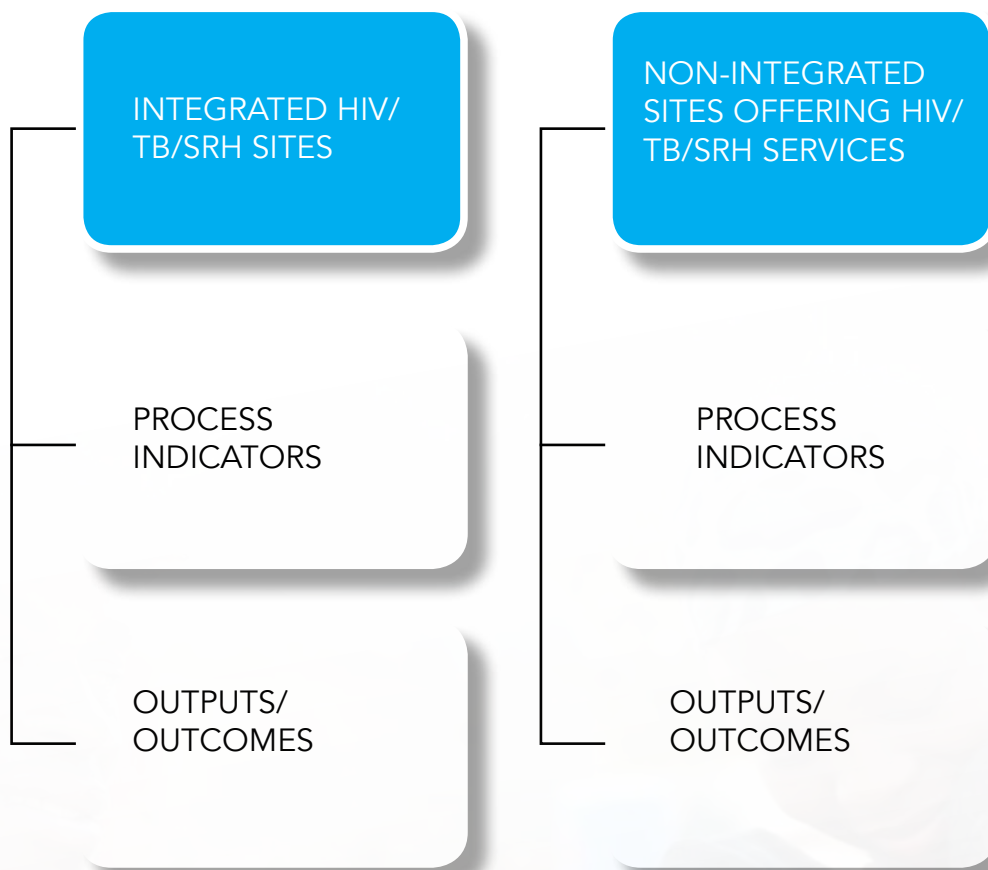 INTEGRATED HIV/
TB/SRH SITES
PROCESS
INDICATORS
OUTPUTS/
OUTCOMES
NON-INTEGRATED
SITES OFFERING HIV/
TB/SRH SERVICES
PROCESS
INDICATORS
OUTPUTS/
OUTCOMES